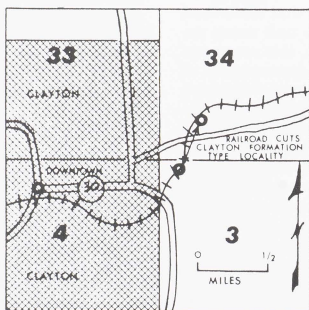 33
34
CLAYTON
RAILROAD CUTS
CLAYTON FORMATION
TYPE LOCALITY
DOWNTOWN
30
4
3
0 1/2
MILES
CLAYTON